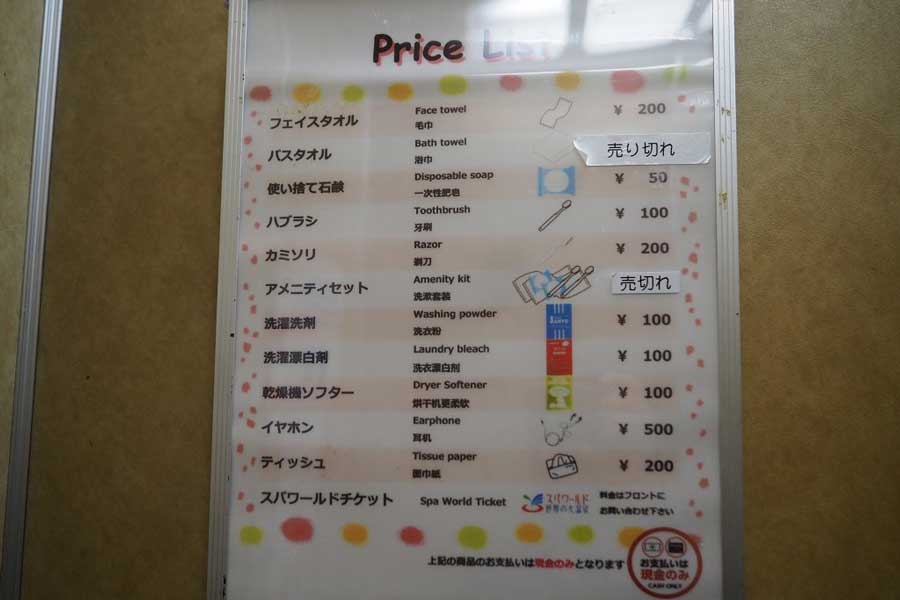 Price List
フェイスタオル Face towel ¥ 200
毛巾
バスタオル Bath towel 売り切れ
浴巾
使い捨て石鹸 Disposable soap ¥ 50
一次性肥皂
ハブラシ Toothbrush ¥ 100
牙刷
カミソリ Razor ¥ 200
剃刀
アメニティセット Amenity kit 売切れ
洗漱套装
洗濯洗剤 Washing powder ¥ 100
洗衣粉
洗濯漂白剤 Laundry bleach ¥ 100
洗衣漂白剂
乾燥機ソフター Dryer Softener ¥ 100
烘干机更柔软
イヤホン Earphone ¥ 500
耳机
ティッシュ Tissue paper ¥ 200
面巾紙
スパワールドチケット Spa World Ticket スパワールド 料金はフロントに
世界の大温泉 お問い合わせ下さい
上記の商品のお支払いは現金のみとなります
お支払いは
現金のみ
CASH ONLY